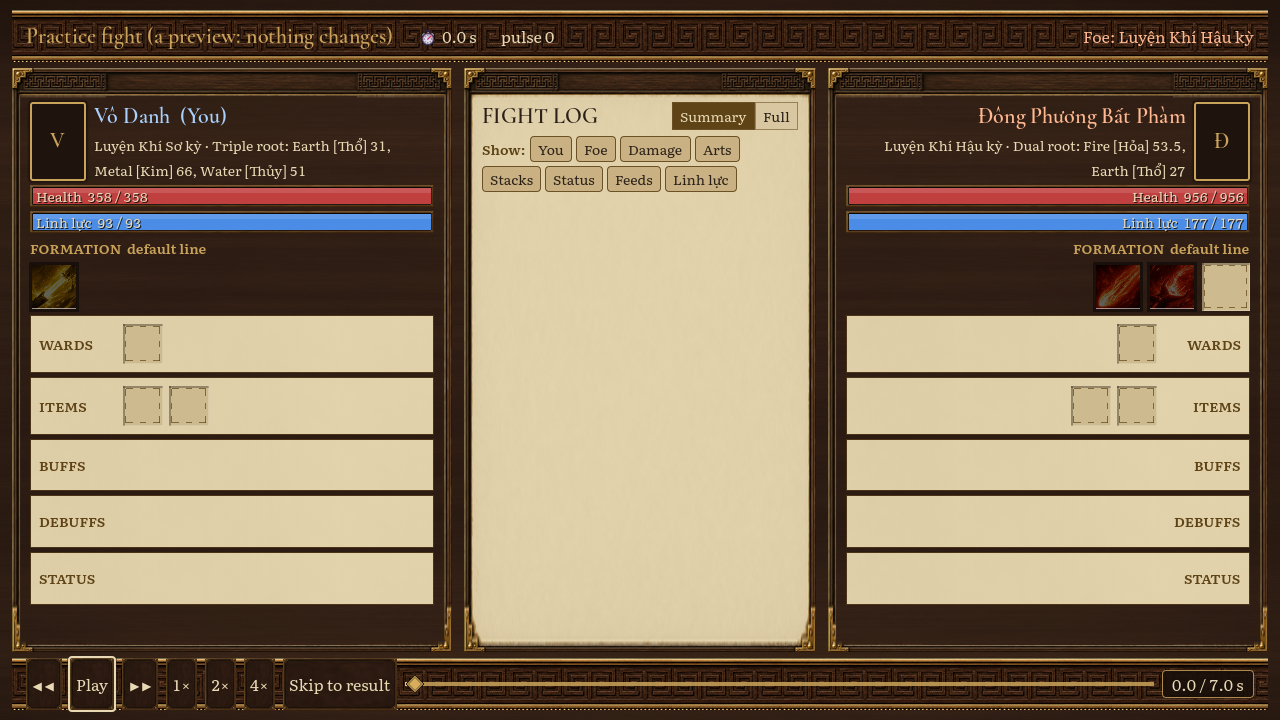 Practice fight (a preview: nothing changes) 0.0 s pulse 0 Foe: Luyện Khí Hậu kỳ
V
Vô Danh (You)
Luyện Khí Sơ kỳ · Triple root: Earth [Thổ] 31,
Metal [Kim] 66, Water [Thủy] 51
Health 358 / 358
Linh lực 93 / 93
FORMATION default line
WARDS
ITEMS
BUFFS
DEBUFFS
STATUS
FIGHT LOG Summary Full
Show: You Foe Damage Arts
Stacks Status Feeds Linh lực
Đông Phương Bất Phàm
Đ
Luyện Khí Hậu kỳ · Dual root: Fire [Hỏa] 53.5,
Earth [Thổ] 27
Health 956 / 956
Linh lực 177 / 177
FORMATION default line
WARDS
ITEMS
BUFFS
DEBUFFS
STATUS
◄◄ Play ►► 1× 2× 4× Skip to result 0.0 / 7.0 s